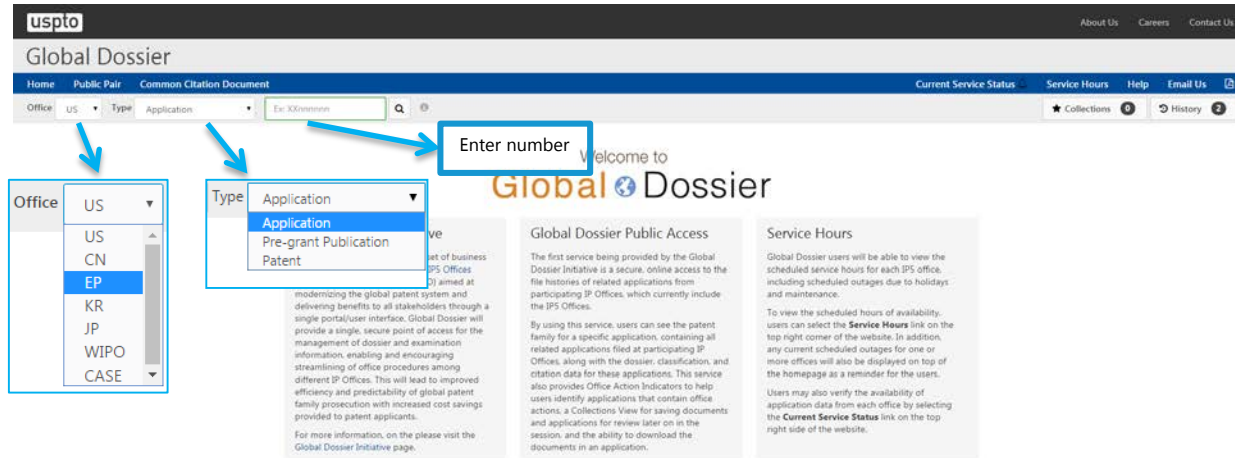 uspto
About Us Careers Contact Us
Global Dossier
Home Public Pair Common Citation Document Current Service Status Service Hours Help Email Us
Office US Type Application Ex: XXnnnnnn Collections 0 History 2
Enter number
Welcome to
Global Dossier
Office US
US
CN
EP
KR
JP
WIPO
CASE
Type Application
Application
Pre-grant Publication
Patent
ve
set of business
IP5 Offices
O) aimed at
modernizing the global patent system and
delivering benefits to all stakeholders through a
single portal/user interface. Global Dossier will
provide a single, secure point of access for the
management of dossier and examination
information, enabling and encouraging
streamlining of office procedures among
different IP Offices. This will lead to improved
efficiency and predictability of global patent
family prosecution with increased cost savings
provided to patent applicants.
For more information, on the please visit the
Global Dossier Initiative page.
Global Dossier Public Access
The first service being provided by the Global
Dossier Initiative is a secure, online access to the
file histories of related applications from
participating IP Offices, which currently include
the IP5 Offices.
By using this service, users can see the patent
family for a specific application, containing all
related applications filed at participating IP
Offices, along with the dossier, classification, and
citation data for these applications. This service
also provides Office Action Indicators to help
users identify applications that contain office
actions, a Collections View for saving documents
and applications for review later on in the
session, and the ability to download the
documents in an application.
Service Hours
Global Dossier users will be able to view the
scheduled service hours for each IP5 office,
including scheduled outages due to holidays
and maintenance.
To view the scheduled hours of availability,
users can select the Service Hours link on the
top right corner of the website. In addition,
any current scheduled outages for one or
more offices will also be displayed on top of
the homepage as a reminder for the users.
Users may also verify the availability of
application data from each office by selecting
the Current Service Status link on the top
right side of the website.